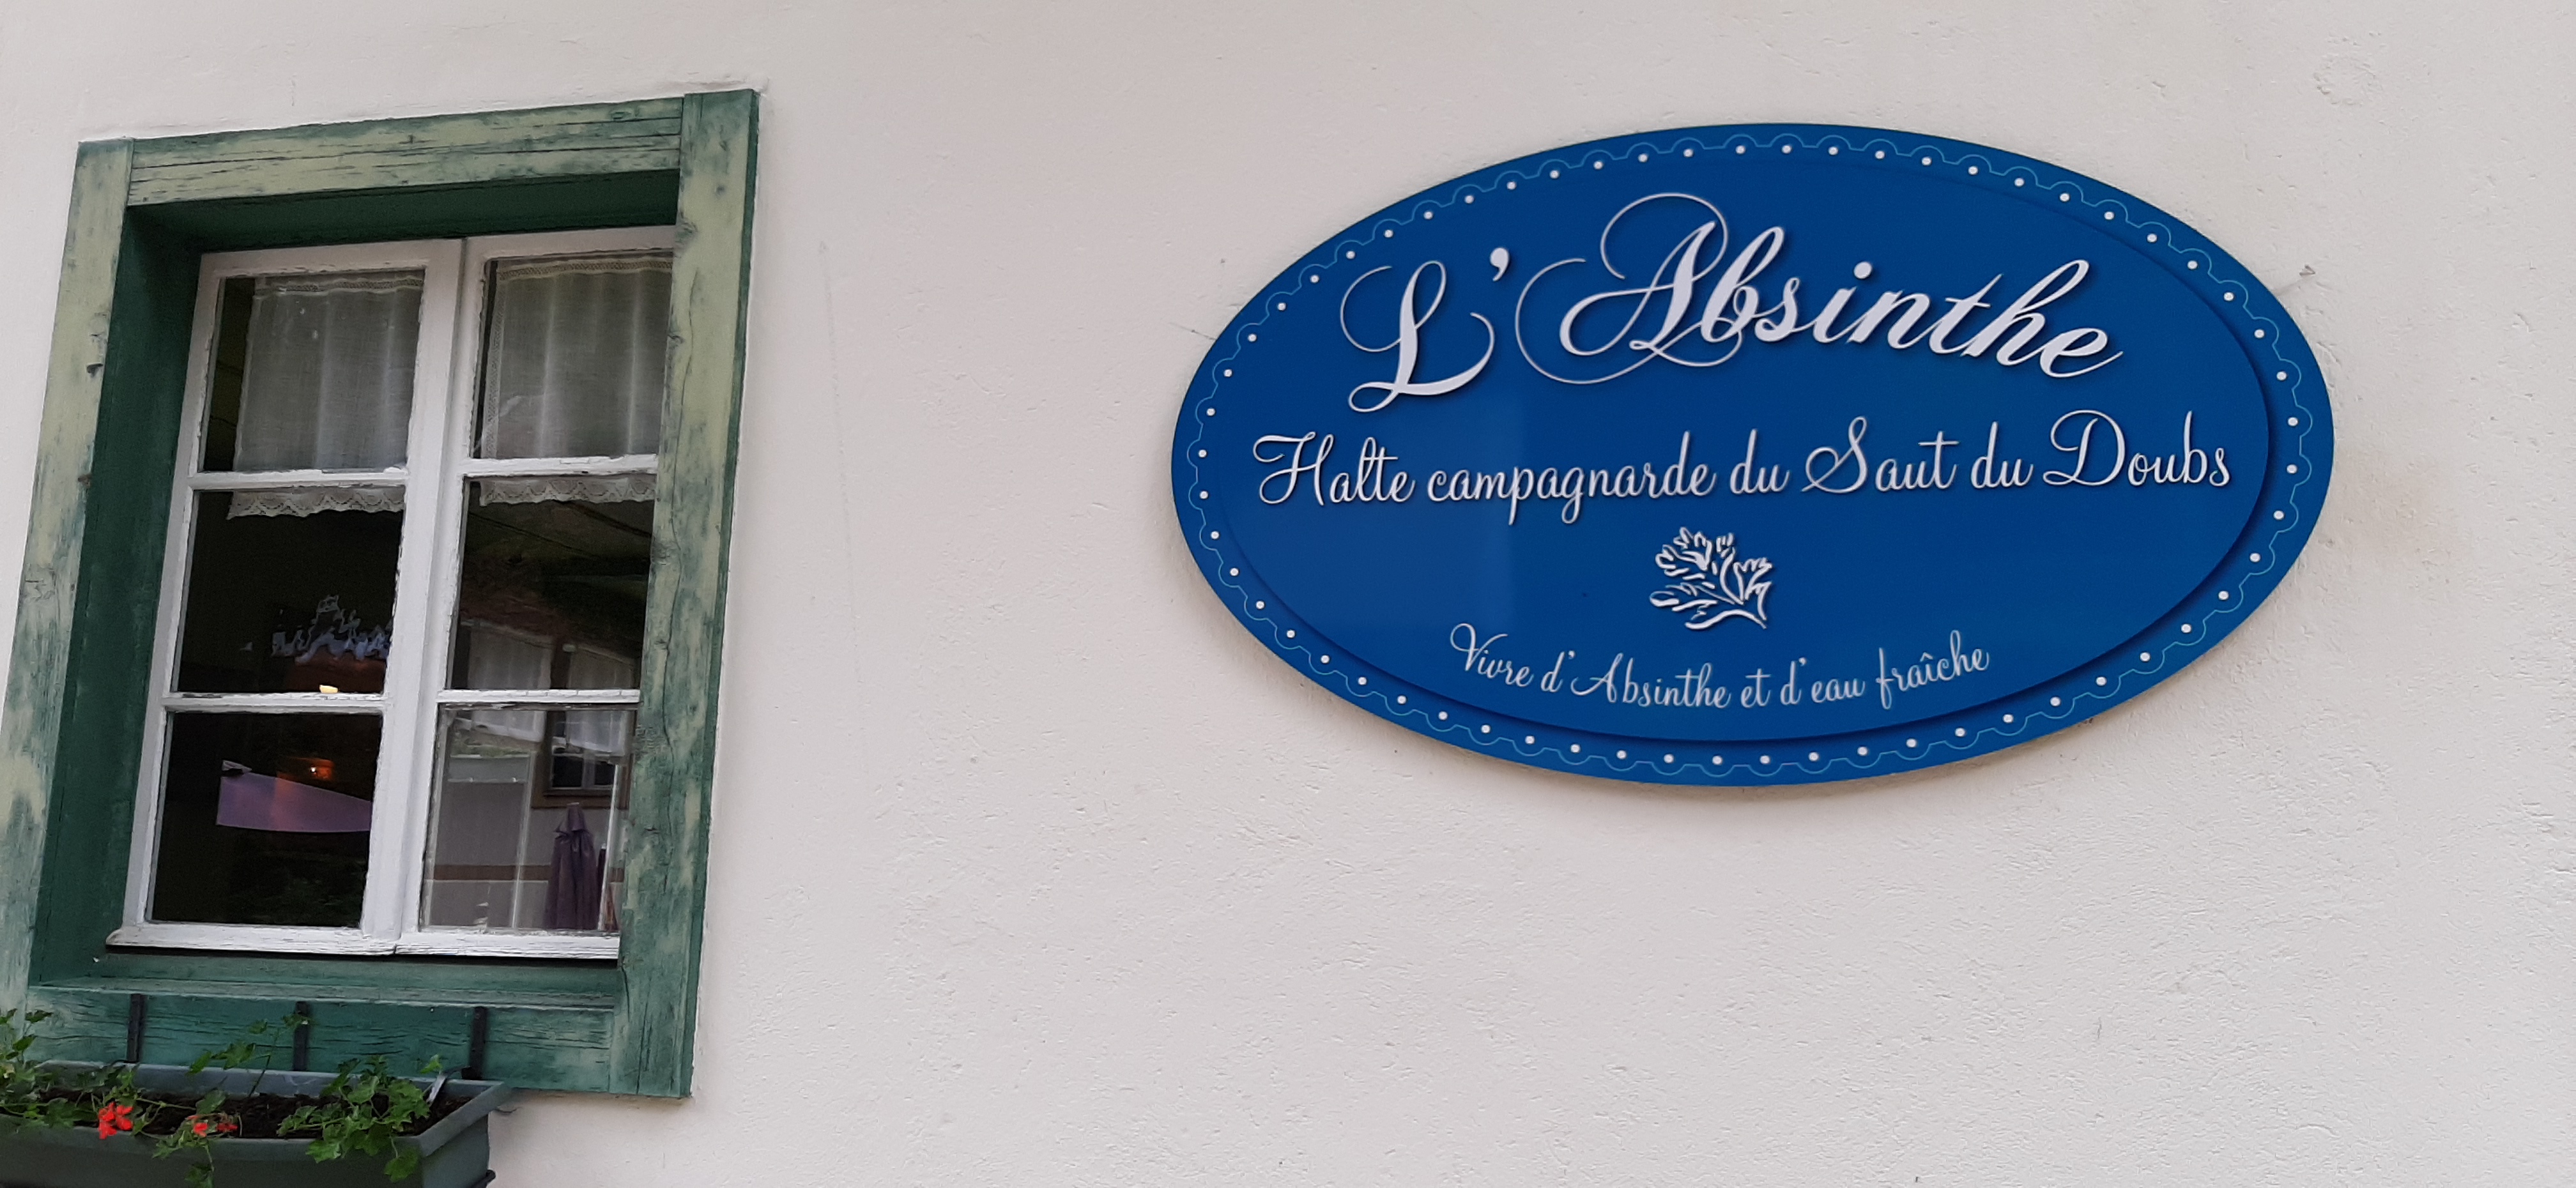 L'Absinthe
Halte campagnarde du Saut du Doubs
Vivre d'Absinthe et d'eau fraîche